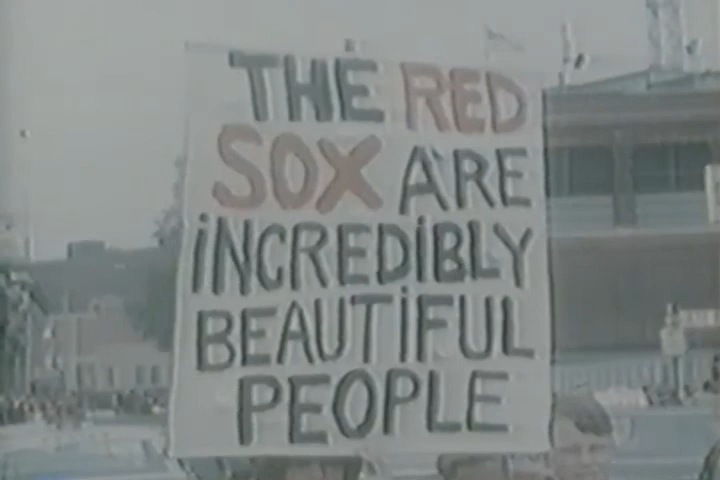 THE RED
SOX ARE
iNCREDiBLY
BEAUTiFUL
PEOPLE